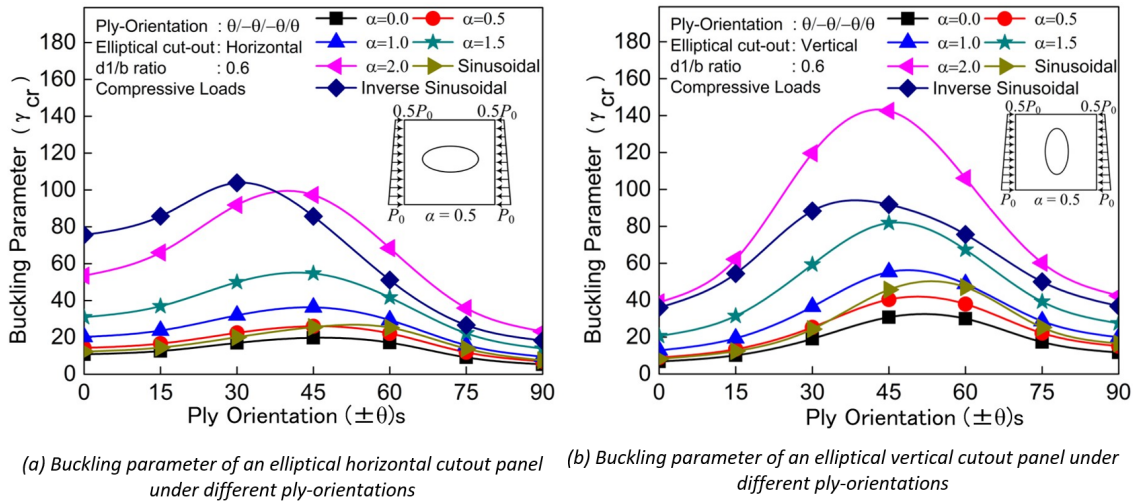 Ply-Orientation : θ/−θ/−θ/θ
Elliptical cut-out: Horizontal
d1/b ratio : 0.6
Compressive Loads
α=0.0
α=0.5
α=1.0
α=1.5
α=2.0
Sinusoidal
Inverse Sinusoidal
0.5P₀ 0.5P₀
P₀ α = 0.5 P₀
Buckling Parameter (γcr)
180
160
140
120
100
80
60
40
20
0
0 15 30 45 60 75 90
Ply Orientation (±θ)s
(a) Buckling parameter of an elliptical horizontal cutout panel
under different ply-orientations
Ply-Orientation : θ/−θ/−θ/θ
Elliptical cut-out: Vertical
d1/b ratio : 0.6
Compressive Loads
α=0.0
α=0.5
α=1.0
α=1.5
α=2.0
Sinusoidal
Inverse Sinusoidal
0.5P₀ 0.5P₀
P₀ α = 0.5 P₀
Buckling Parameter (γcr)
180
160
140
120
100
80
60
40
20
0
0 15 30 45 60 75 90
Ply Orientation (±θ)s
(b) Buckling parameter of an elliptical vertical cutout panel under
different ply-orientations